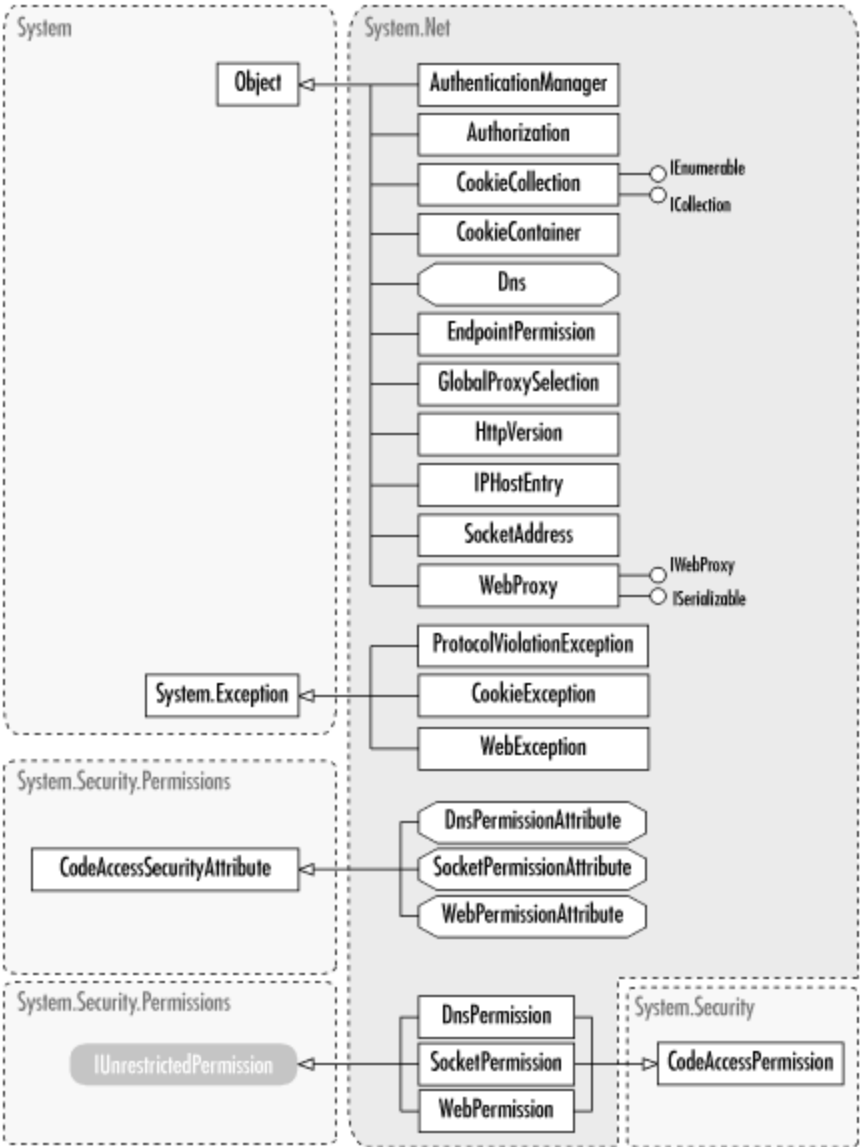 System
System.Net
Object
AuthenticationManager
Authorization
CookieCollection
IEnumerable
ICollection
CookieContainer
Dns
EndpointPermission
GlobalProxySelection
HttpVersion
IPHostEntry
SocketAddress
WebProxy
IWebProxy
ISerializable
ProtocolViolationException
System.Exception
CookieException
WebException
System.Security.Permissions
DnsPermissionAttribute
CodeAccessSecurityAttribute
SocketPermissionAttribute
WebPermissionAttribute
System.Security.Permissions
System.Security
DnsPermission
IUnrestrictedPermission
SocketPermission
CodeAccessPermission
WebPermission